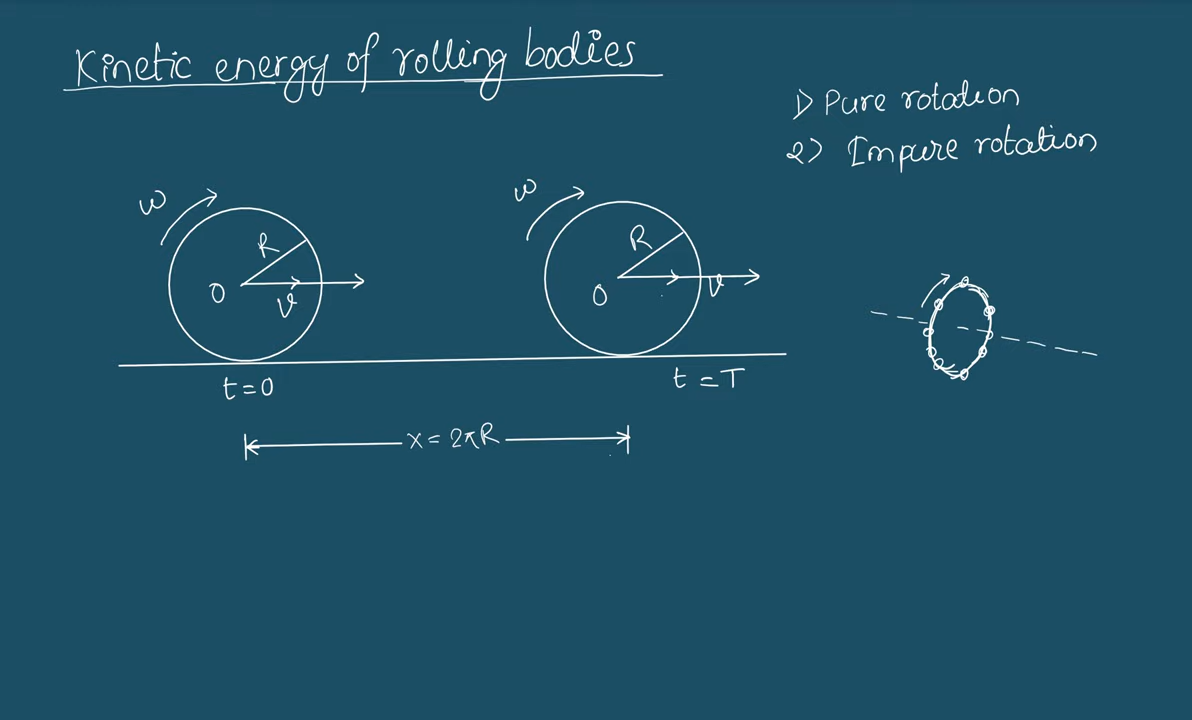 Kinetic energy of rolling bodies
1) Pure rotation
2) Impure rotation
ω ω
R R
O v O v
t = 0 t = T
x = 2πR